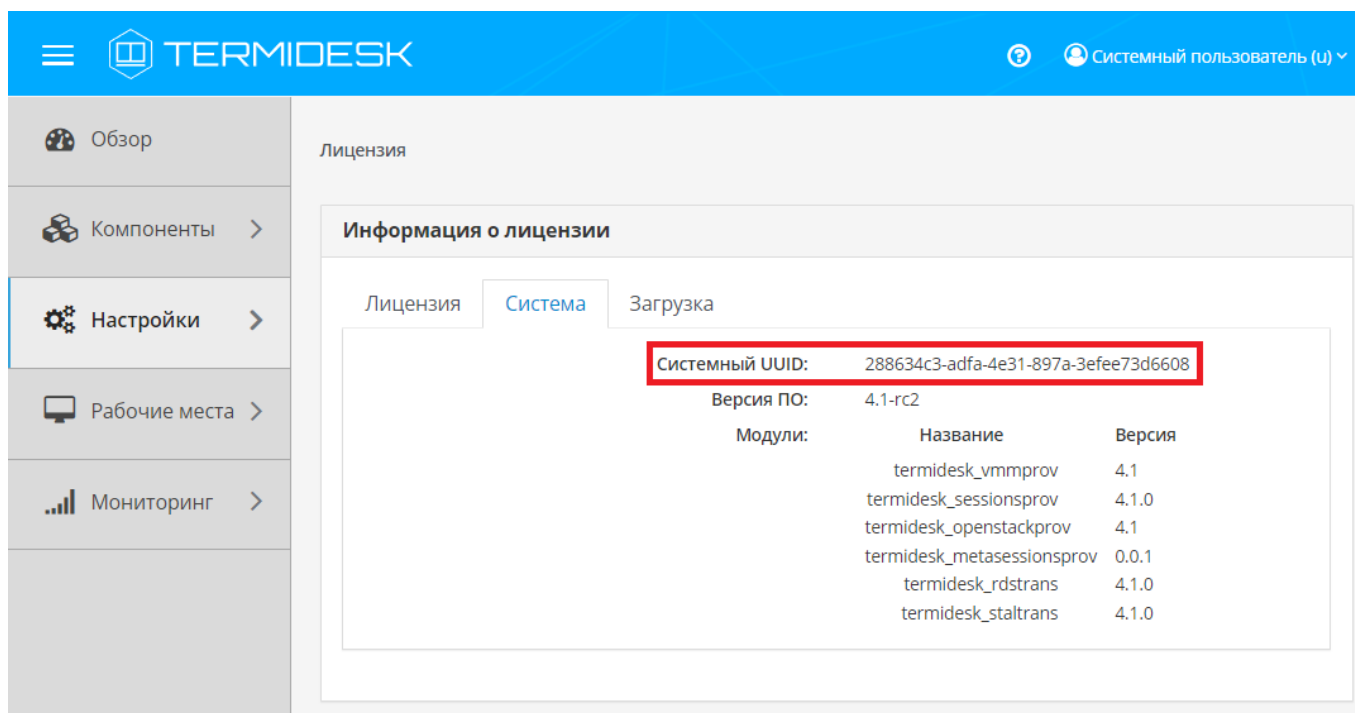 TERMIDESK
Системный пользователь (u)
Обзор
Компоненты
Настройки
Рабочие места
Мониторинг
Лицензия
Информация о лицензии
Лицензия Система Загрузка
Системный UUID: 288634c3-adfa-4e31-897a-3efee73d6608
Версия ПО: 4.1-rc2
Модули: Название Версия
termidesk_vmmprov 4.1
termidesk_sessionsprov 4.1.0
termidesk_openstackprov 4.1
termidesk_metasessionsprov 0.0.1
termidesk_rdstrans 4.1.0
termidesk_staltrans 4.1.0